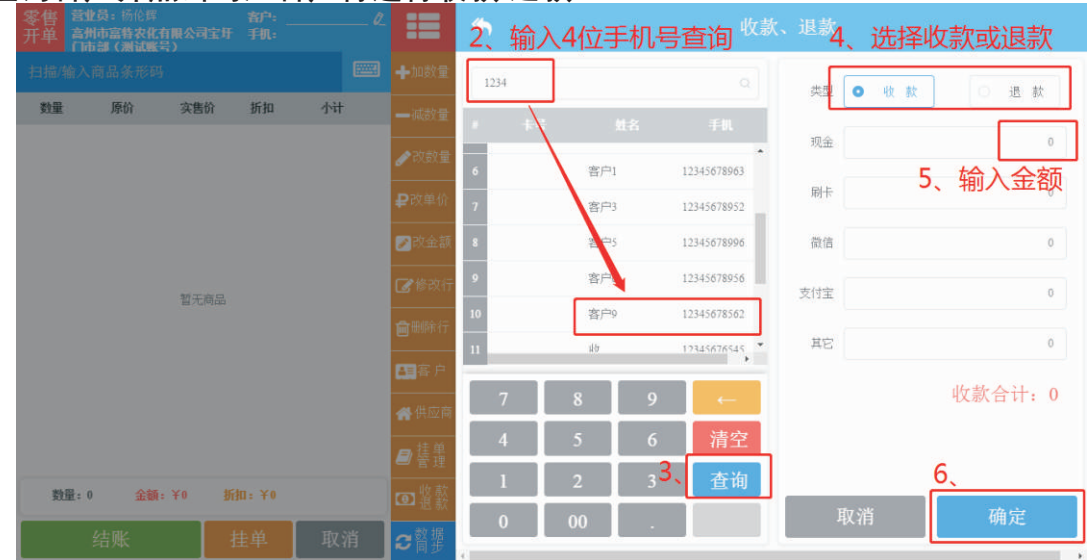 零售
开单
营业员：杨伦辉
客户：
高州市富特农化有限公司宝圩
手机：
门市部（测试账号）
扫描/输入商品条形码
数量 原价 实售价 折扣 小计
暂无商品
数量：0 金额：￥0 折扣：￥0
结账 挂单 取消
加数量
减数量
改数量
改单价
改金额
修改行
删除行
客 户
供应商
挂 单
管 理
收 款
退 款
数 据
同 步
收款、退款
2、输入4位手机号查询
4、选择收款或退款
1234
# 卡号 姓名 手机
6 客户1 12345678963
7 客户3 12345678952
8 客户5 12345678996
9 客户 12345678956
10 客户9 12345678562
11 收 12345676545
7 8 9 ←
4 5 6 清空
1 2 3 查询
0 00 .
3、
类型 收 款 退 款
现金 0
5、输入金额
刷卡 0
微信 0
支付宝 0
其它 0
收款合计：0
6、
取消 确定